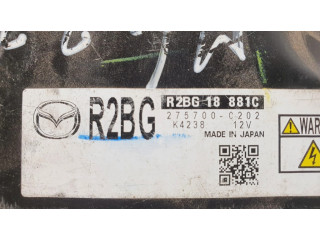 R2BG
R2BG 18 881C
275700-C202
K4238 12V
MADE IN JAPAN
WAR